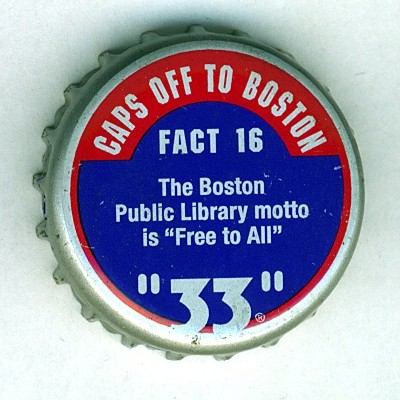 CAPS OFF TO BOSTON
FACT 16
The Boston
Public Library motto
is “Free to All”
"33"®